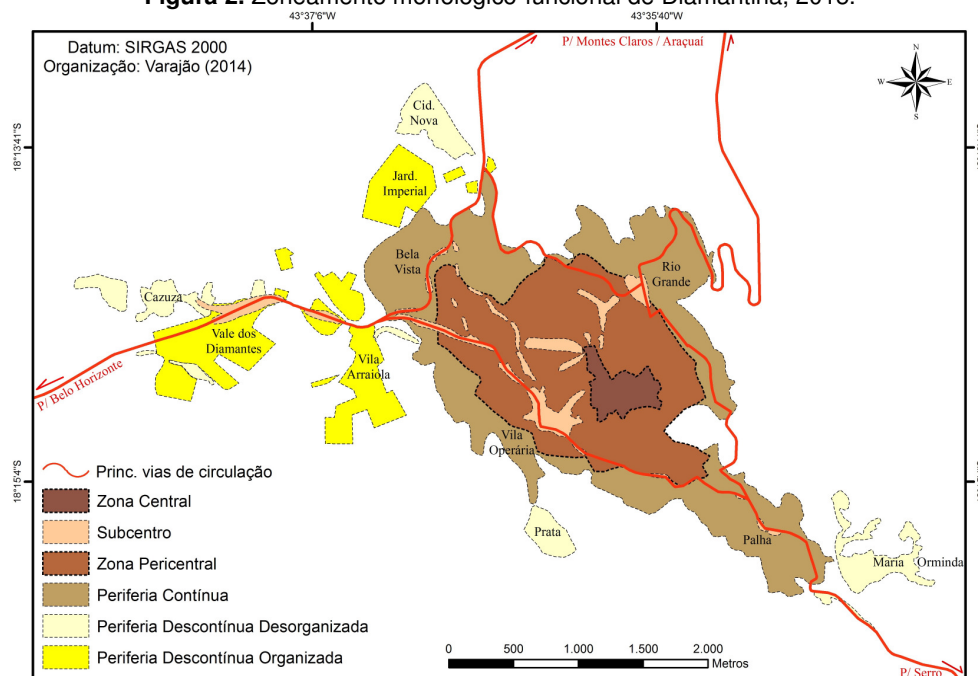 Figura 2. Zoneamento morfológico-funcional de Diamantina, 2013.
43°37'6"
43°35'40"W
Datum: SIRGAS 2000
Organização: Varajão (2014)
P/ Montes Claros / Araçuaí
N
W
E
S
18°13'41"S
Cid.
Nova
Jard.
Imperial
Bela
Vista
Rio
Grande
Cazuza
Vale dos
Diamantes
Vila
Arraiola
P/ Belo Horizonte
Vila
Operária
18°15'4"S
Prata
Palha
Maria Orminda
P/ Serro
Princ. vias de circulação
Zona Central
Subcentro
Zona Pericentral
Periferia Contínua
Periferia Descontínua Desorganizada
Periferia Descontínua Organizada
0 500 1.000 1.500 2.000
Metros